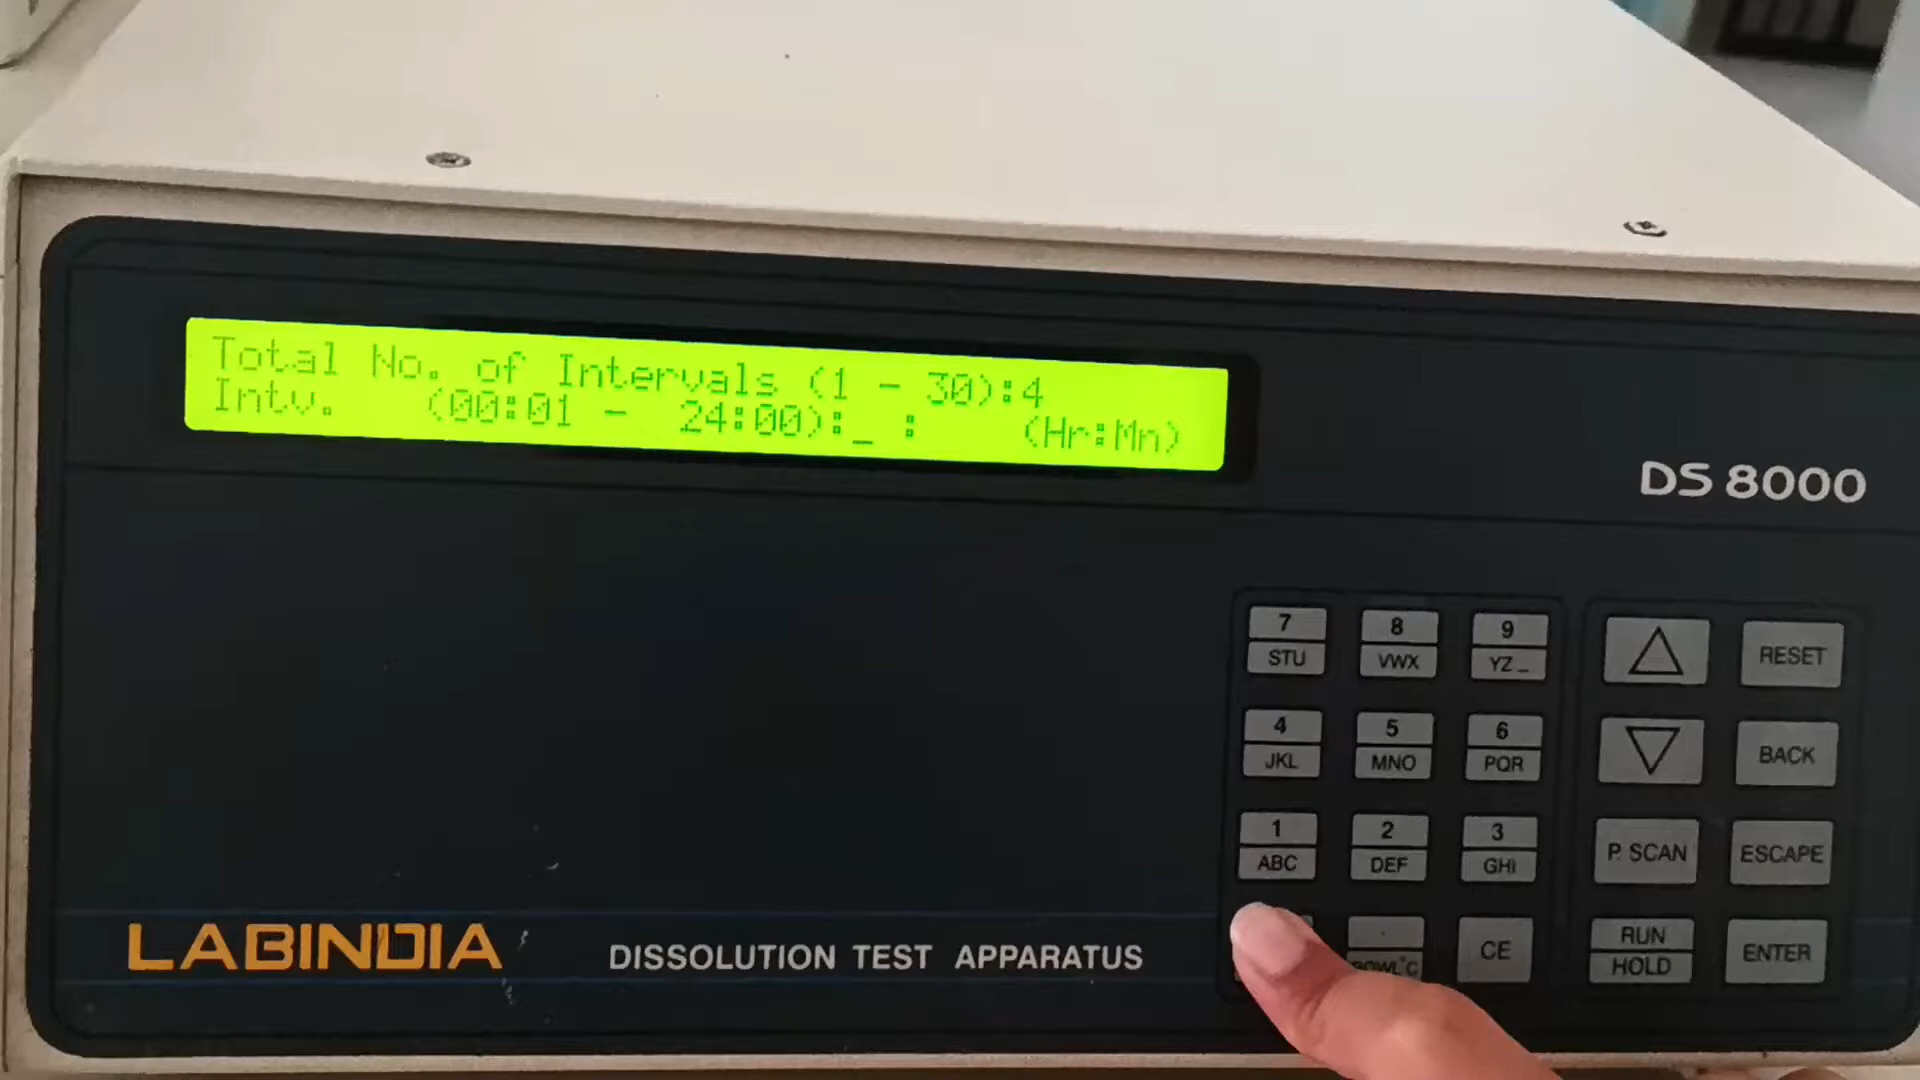 Total No. of Intervals (1 - 30):4
Intv. (00:01 - 24:00):_ : (Hr:Mn)
DS 8000
7 8 9
STU VWX YZ_
RESET
4 5 6
JKL MNO PQR
BACK
1 2 3
ABC DEF GHI
P. SCAN ESCAPE
. CE
RUN
HOLD
ENTER
LABINDIA DISSOLUTION TEST APPARATUS